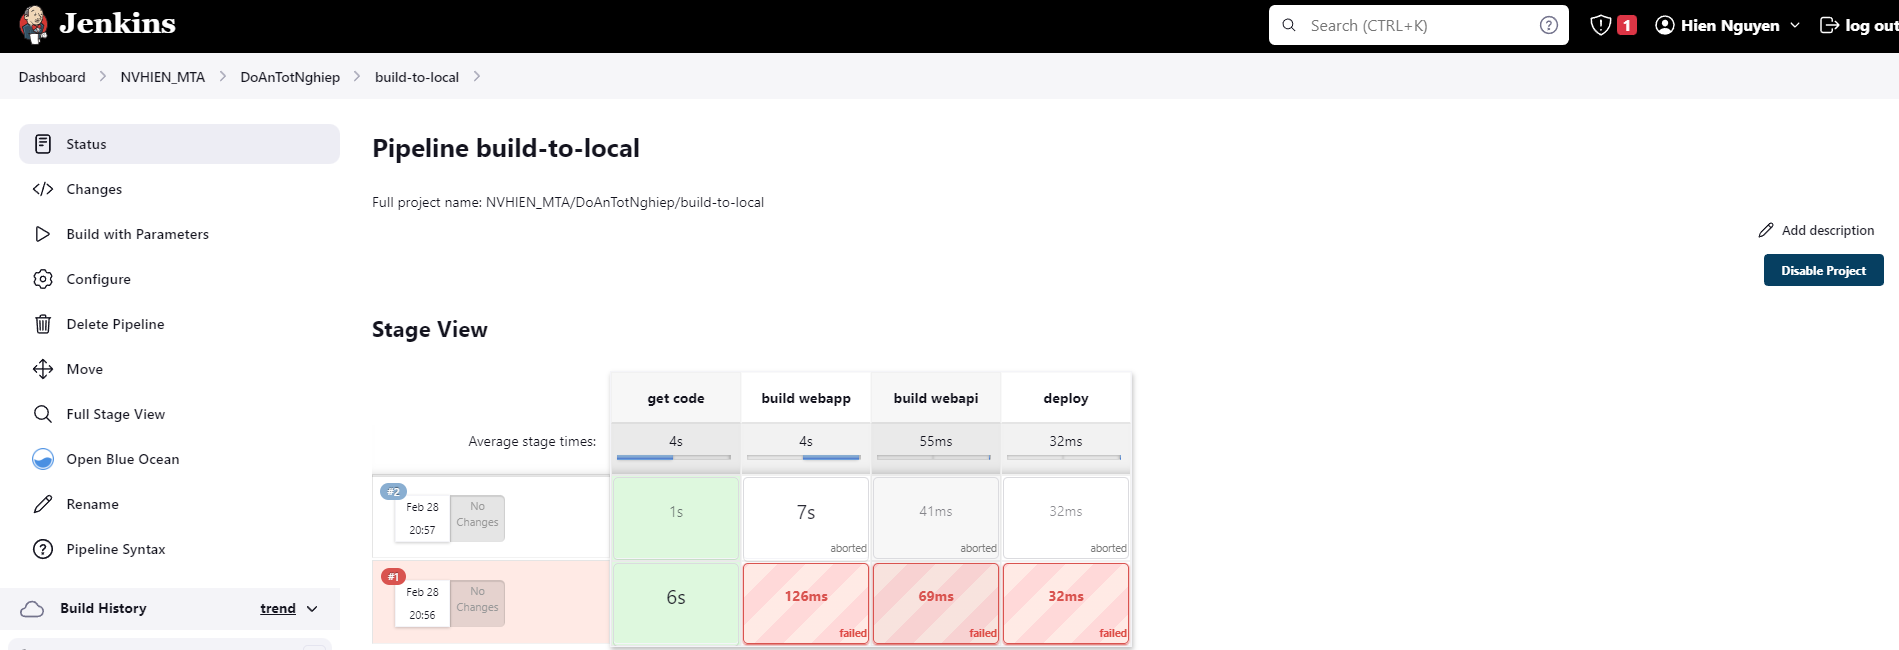 Jenkins
Search (CTRL+K)
1
Hien Nguyen
log out
Dashboard
NVHIEN_MTA
DoAnTotNghiep
build-to-local
Status
Changes
Build with Parameters
Configure
Delete Pipeline
Move
Full Stage View
Open Blue Ocean
Rename
Pipeline Syntax
Build History
trend
Pipeline build-to-local
Full project name: NVHIEN_MTA/DoAnTotNghiep/build-to-local
Add description
Disable Project
Stage View
get code
build webapp
build webapi
deploy
Average stage times:
4s
4s
55ms
32ms
#2
Feb 28
20:57
No
Changes
1s
7s
aborted
41ms
aborted
32ms
aborted
#1
Feb 28
20:56
No
Changes
6s
126ms
failed
69ms
failed
32ms
failed